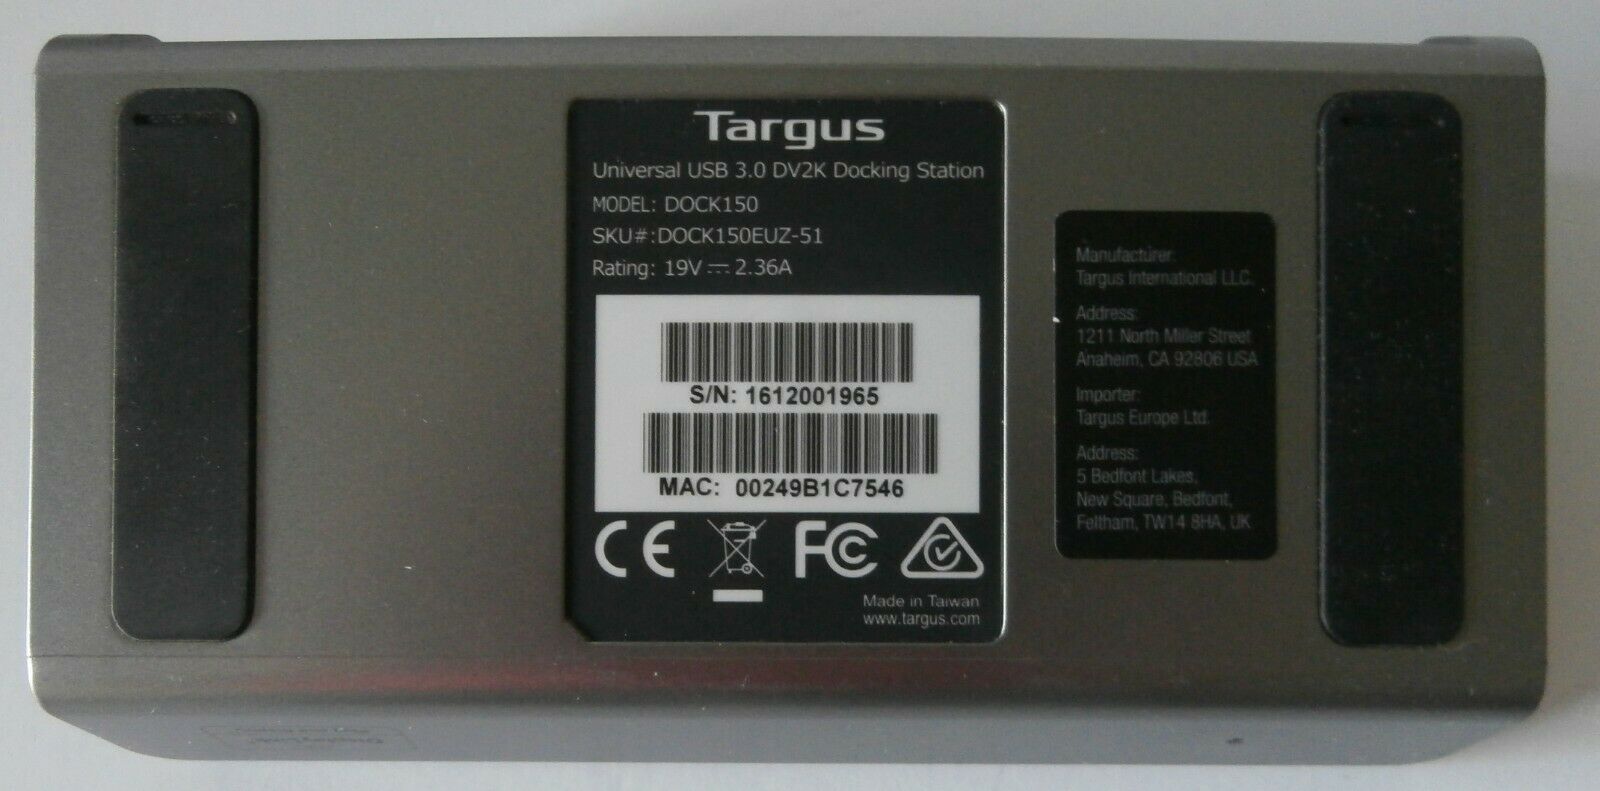 Targus
Universal USB 3.0 DV2K Docking Station
MODEL: DOCK150
SKU#:DOCK150EUZ-51
Rating: 19V ⎓ 2.36A
S/N: 1612001965
MAC: 00249B1C7546
CE
FC
Made in Taiwan
www.targus.com
Manufacturer:
Targus International LLC.
Address:
1211 North Miller Street
Anaheim, CA 92806 USA
Importer:
Targus Europe Ltd.
Address:
5 Bedfont Lakes,
New Square, Bedfont,
Feltham, TW14 8HA, UK
DisplayLink